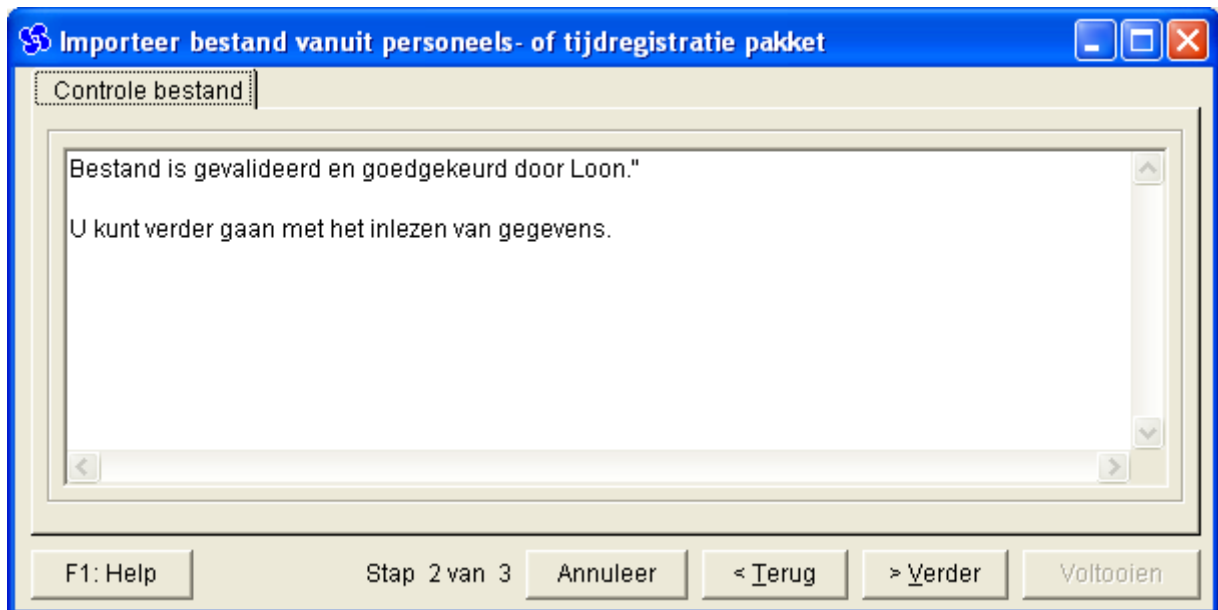 Importeer bestand vanuit personeels- of tijdregistratie pakket
Controle bestand
Bestand is gevalideerd en goedgekeurd door Loon."
U kunt verder gaan met het inlezen van gegevens.
F1: Help Stap 2 van 3 Annuleer < Terug > Verder Voltooien